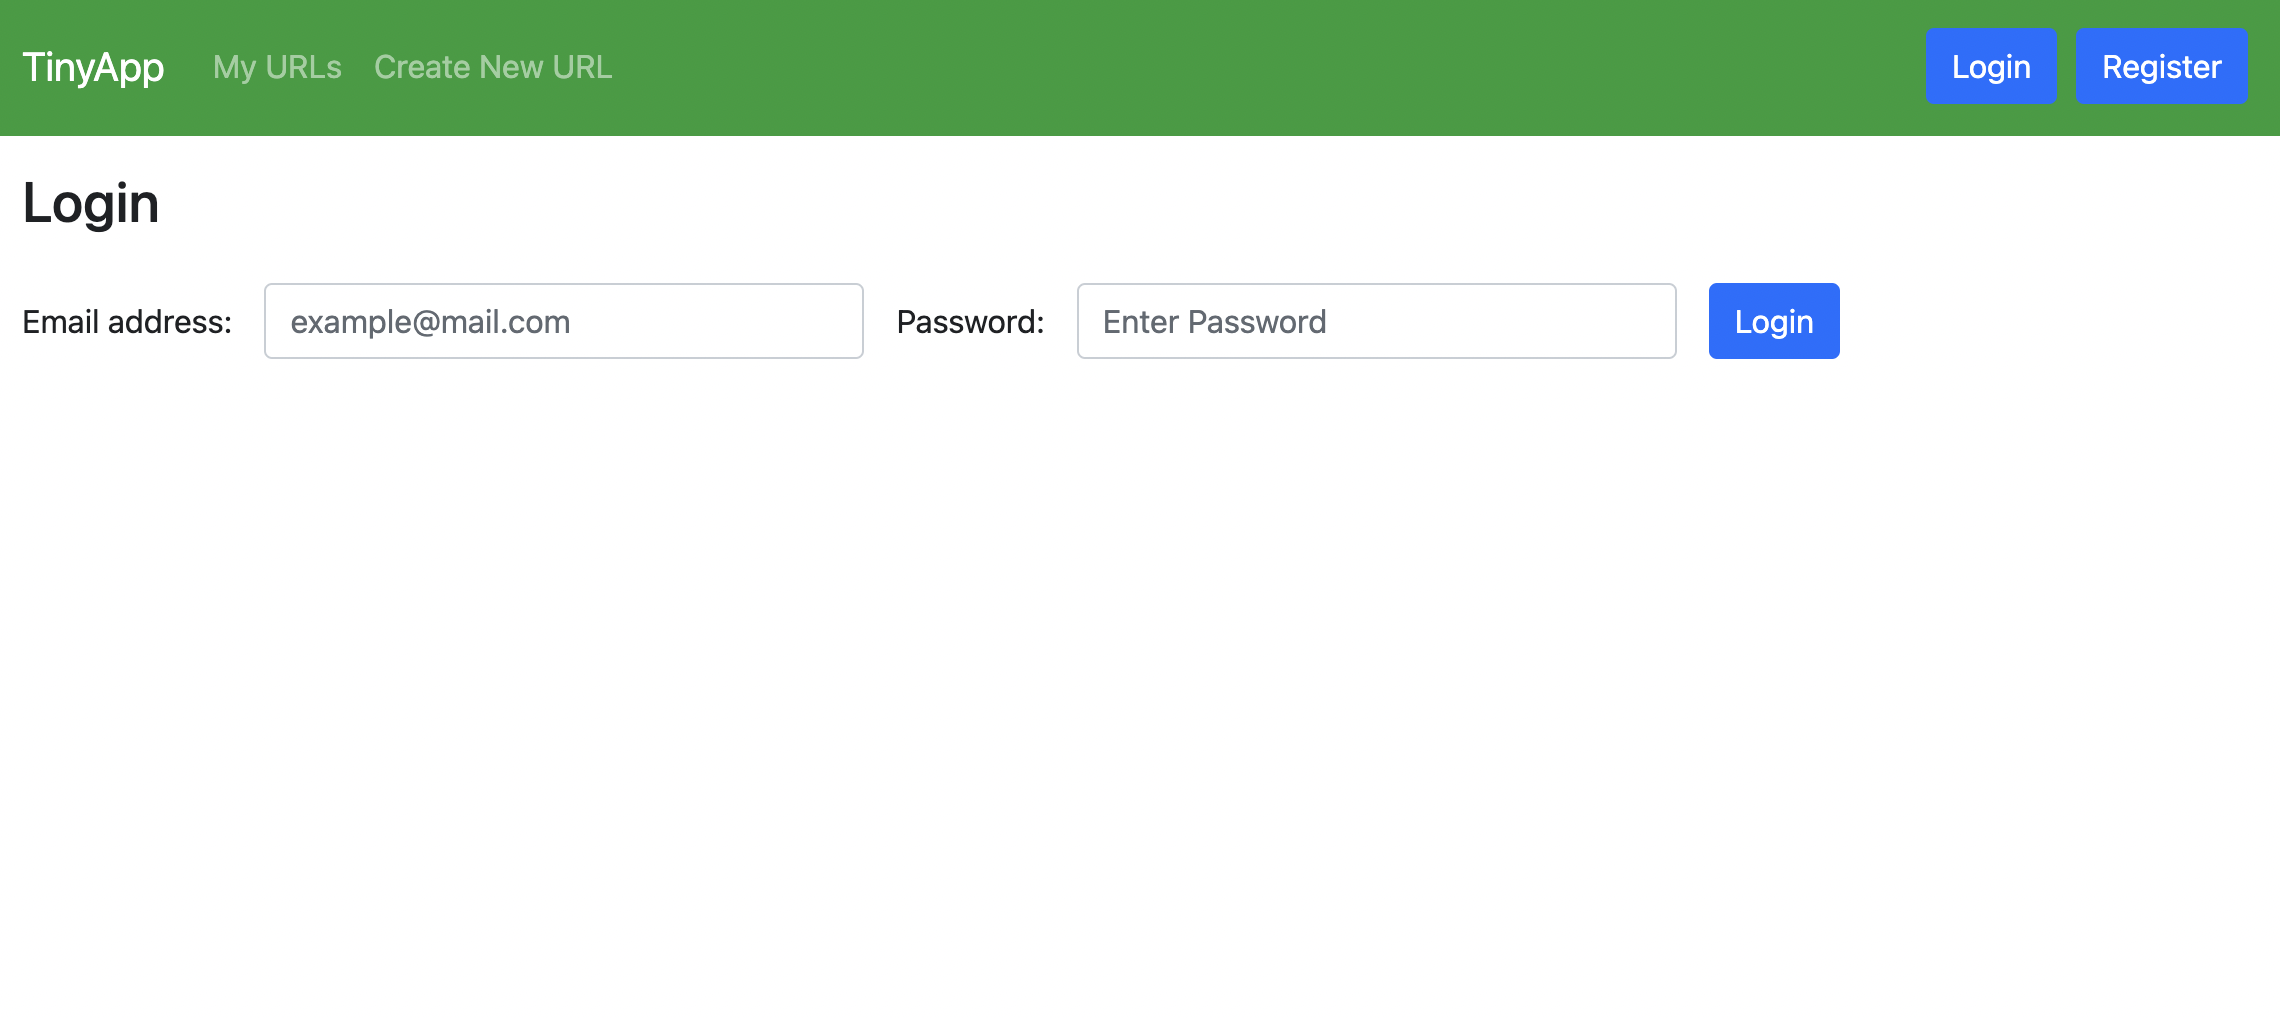 TinyApp My URLs Create New URL Login Register
Login
Email address: example@mail.com Password: Enter Password Login